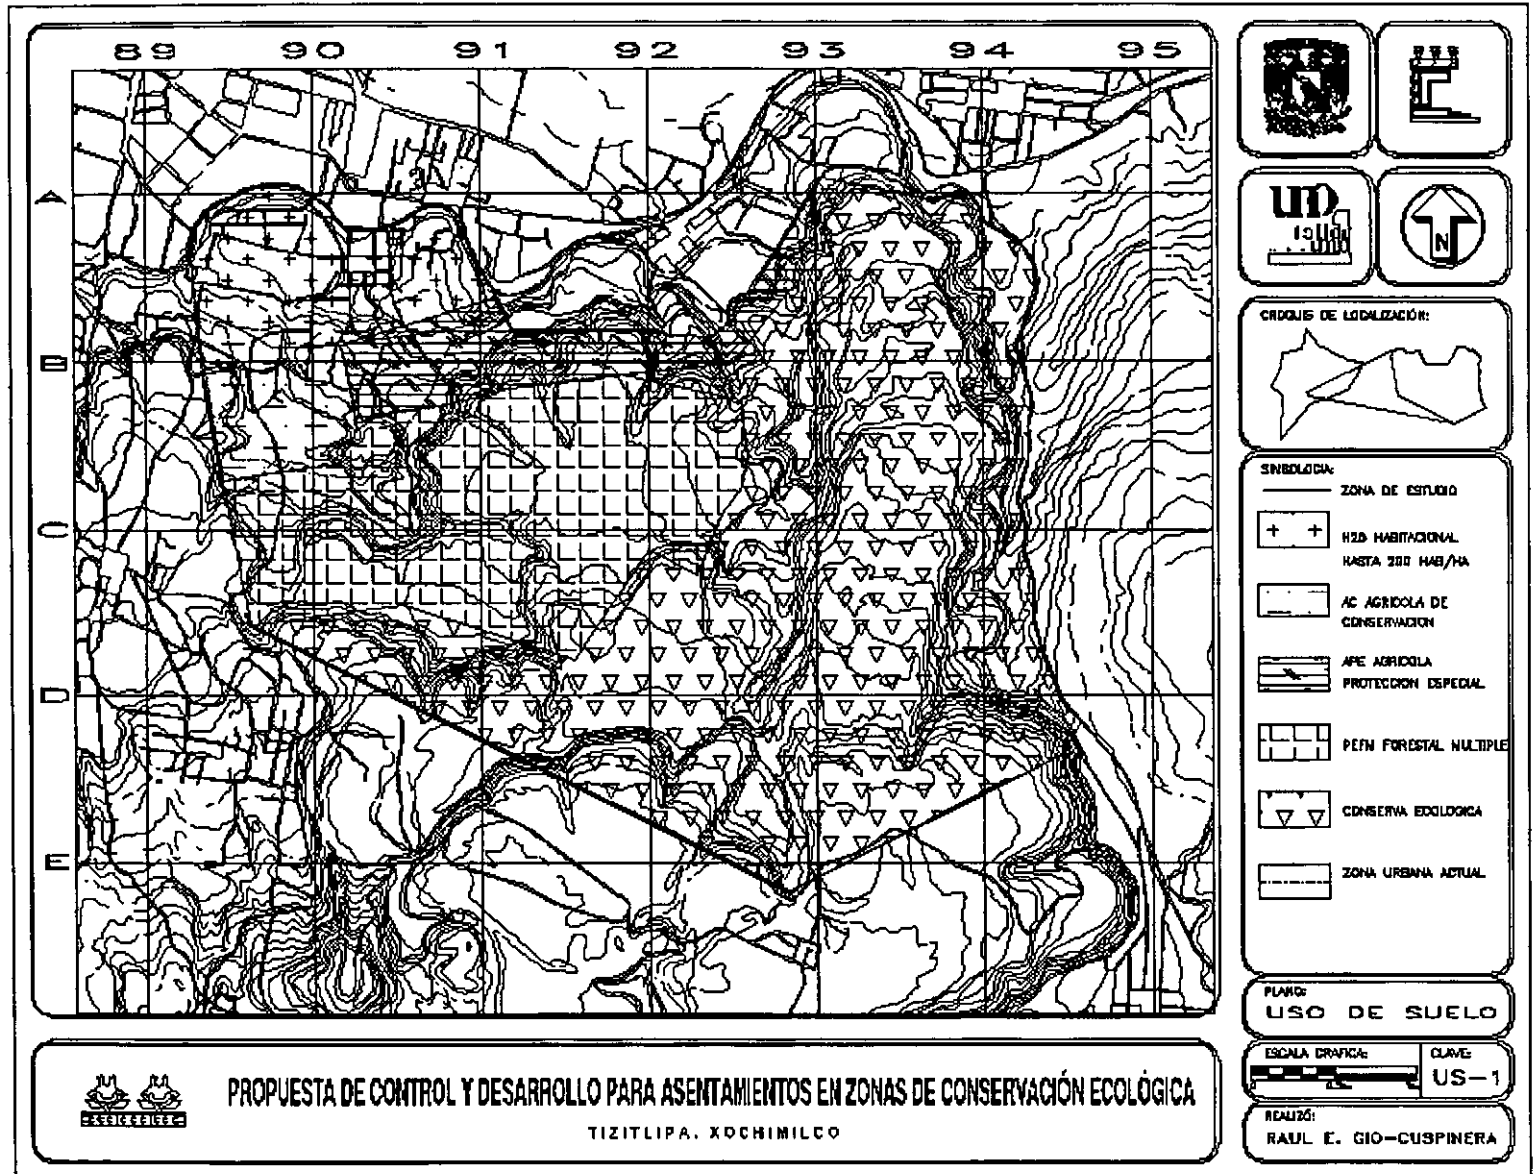 89 90 91 92 93 94 95
A
B
C
D
E
N
CROQUIS DE LOCALIZACIÓN:
SIMBOLOGIA:
ZONA DE ESTUDIO
H2B HABITACIONAL
HASTA 200 HAB/HA
AC AGRICOLA DE
CONSERVACION
APE AGRICOLA
PROTECCION ESPECIAL
PEFM FORESTAL MULTIPLE
CONSERVA ECOLOGICA
ZONA URBANA ACTUAL
PLANO:
USO DE SUELO
ESCALA GRAFICA:
CLAVE:
US-1
REALIZÓ:
RAUL E. GIO-CUSPINERA
PROPUESTA DE CONTROL Y DESARROLLO PARA ASENTAMIENTOS EN ZONAS DE CONSERVACIÓN ECOLÓGICA
TIZITLIPA, XOCHIMILCO